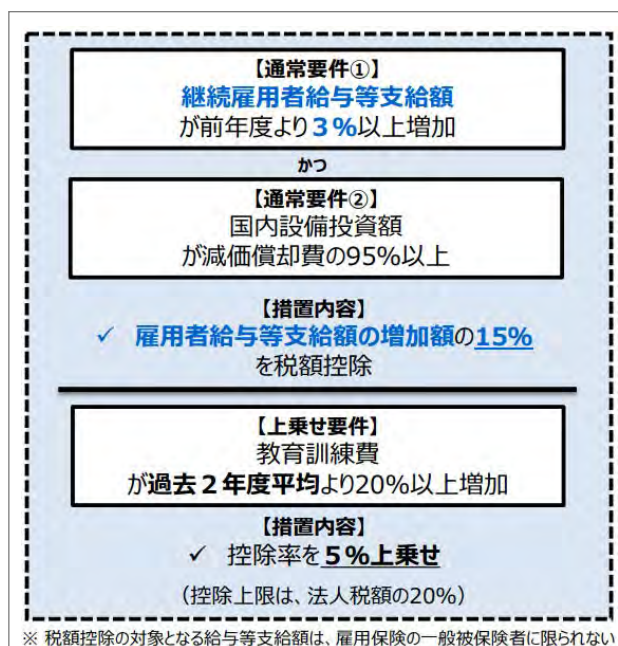 【通常要件①】
継続雇用者給与等支給額
が前年度より３％以上増加
かつ
【通常要件②】
国内設備投資額
が減価償却費の95％以上
【措置内容】
✓ 雇用者給与等支給額の増加額の15%
を税額控除
【上乗せ要件】
教育訓練費
が過去２年度平均より20％以上増加
【措置内容】
✓ 控除率を５％上乗せ
（控除上限は、法人税額の20％）
※ 税額控除の対象となる給与等支給額は、雇用保険の一般被保険者に限られない